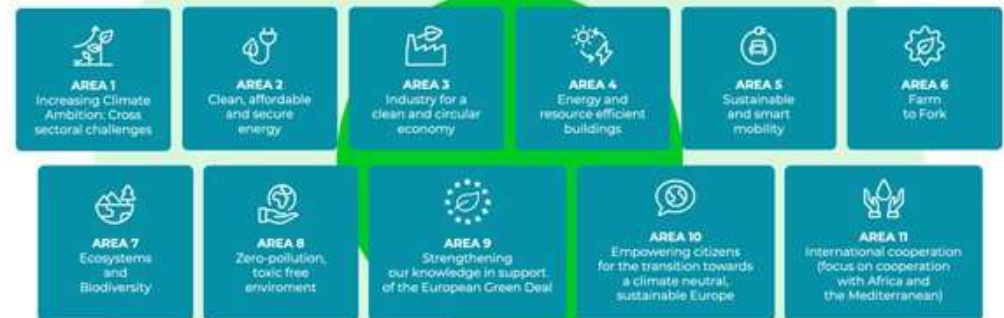 AREA 1
Increasing Climate
Ambition: Cross
sectoral challenges
AREA 2
Clean, affordable
and secure
energy
AREA 3
Industry for a
clean and circular
economy
AREA 4
Energy and
resource efficient
buildings
AREA 5
Sustainable
and smart
mobility
AREA 6
Farm
to Fork
AREA 7
Ecosystems
and
Biodiversity
AREA 8
Zero-pollution,
toxic free
enviroment
AREA 9
Strengthening
our knowledge in support
of the European Green Deal
AREA 10
Empowering citizens
for the transition towards
a climate neutral,
sustainable Europe
AREA 11
International cooperation
(focus on cooperation
with Africa and
the Mediterranean)